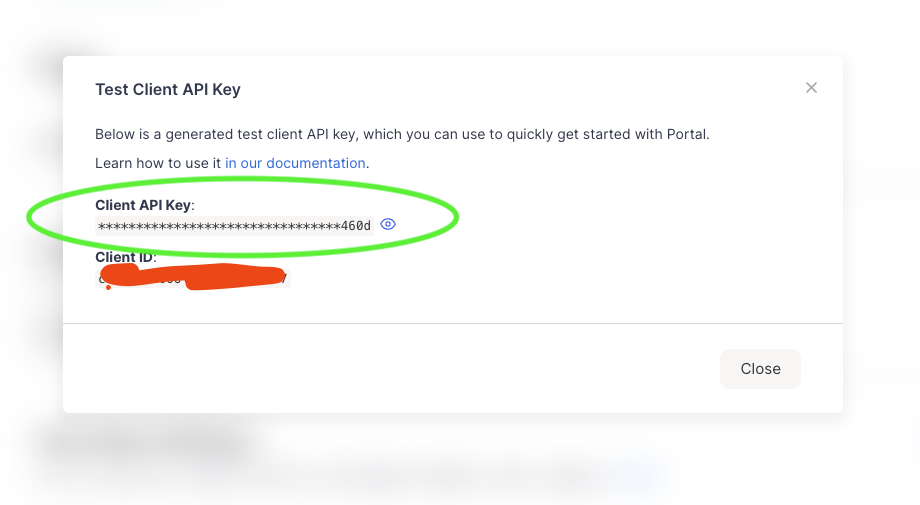 Test Client API Key
Below is a generated test client API key, which you can use to quickly get started with Portal.
Learn how to use it in our documentation.
Client API Key:
*********************************460d
Client ID:
Close